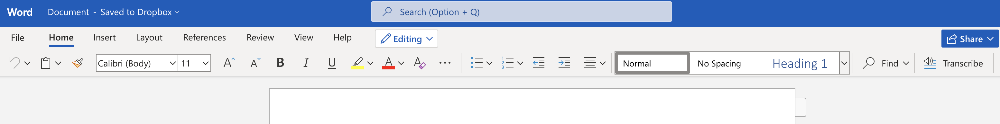 Word Document - Saved to Dropbox Search (Option + Q)
File Home Insert Layout References Review View Help Editing Share
Calibri (Body) 11 A A B I U A A Normal No Spacing Heading 1 Find Transcribe